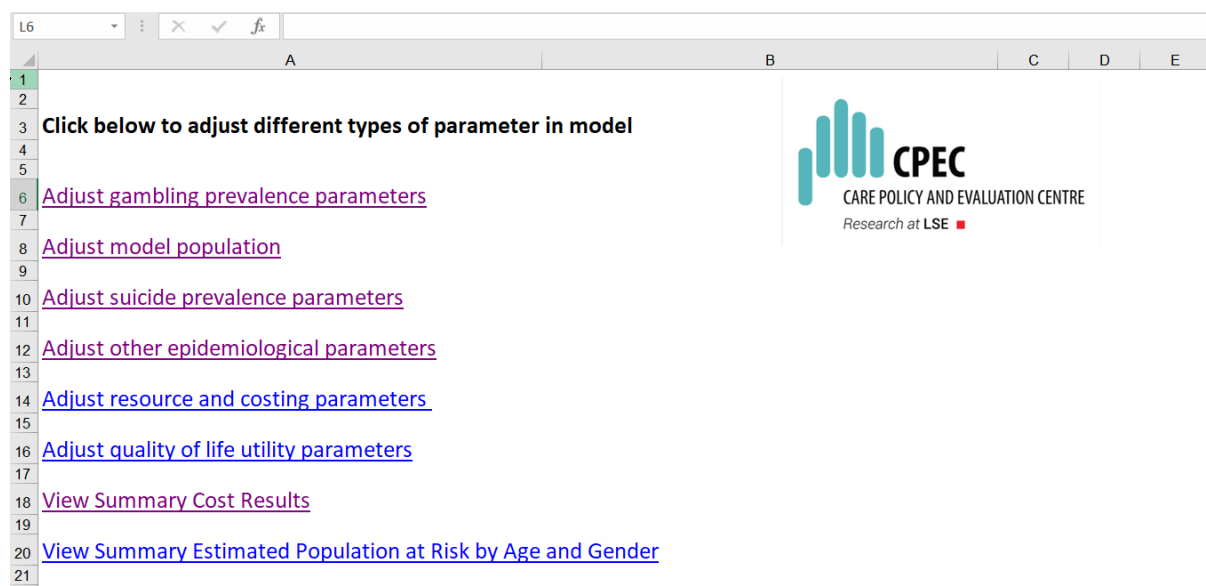 L6
fx
A B C D E
1
2
3 Click below to adjust different types of parameter in model
4
5
6 Adjust gambling prevalence parameters
7
8 Adjust model population
9
10 Adjust suicide prevalence parameters
11
12 Adjust other epidemiological parameters
13
14 Adjust resource and costing parameters
15
16 Adjust quality of life utility parameters
17
18 View Summary Cost Results
19
20 View Summary Estimated Population at Risk by Age and Gender
21
CPEC
CARE POLICY AND EVALUATION CENTRE
Research at LSE